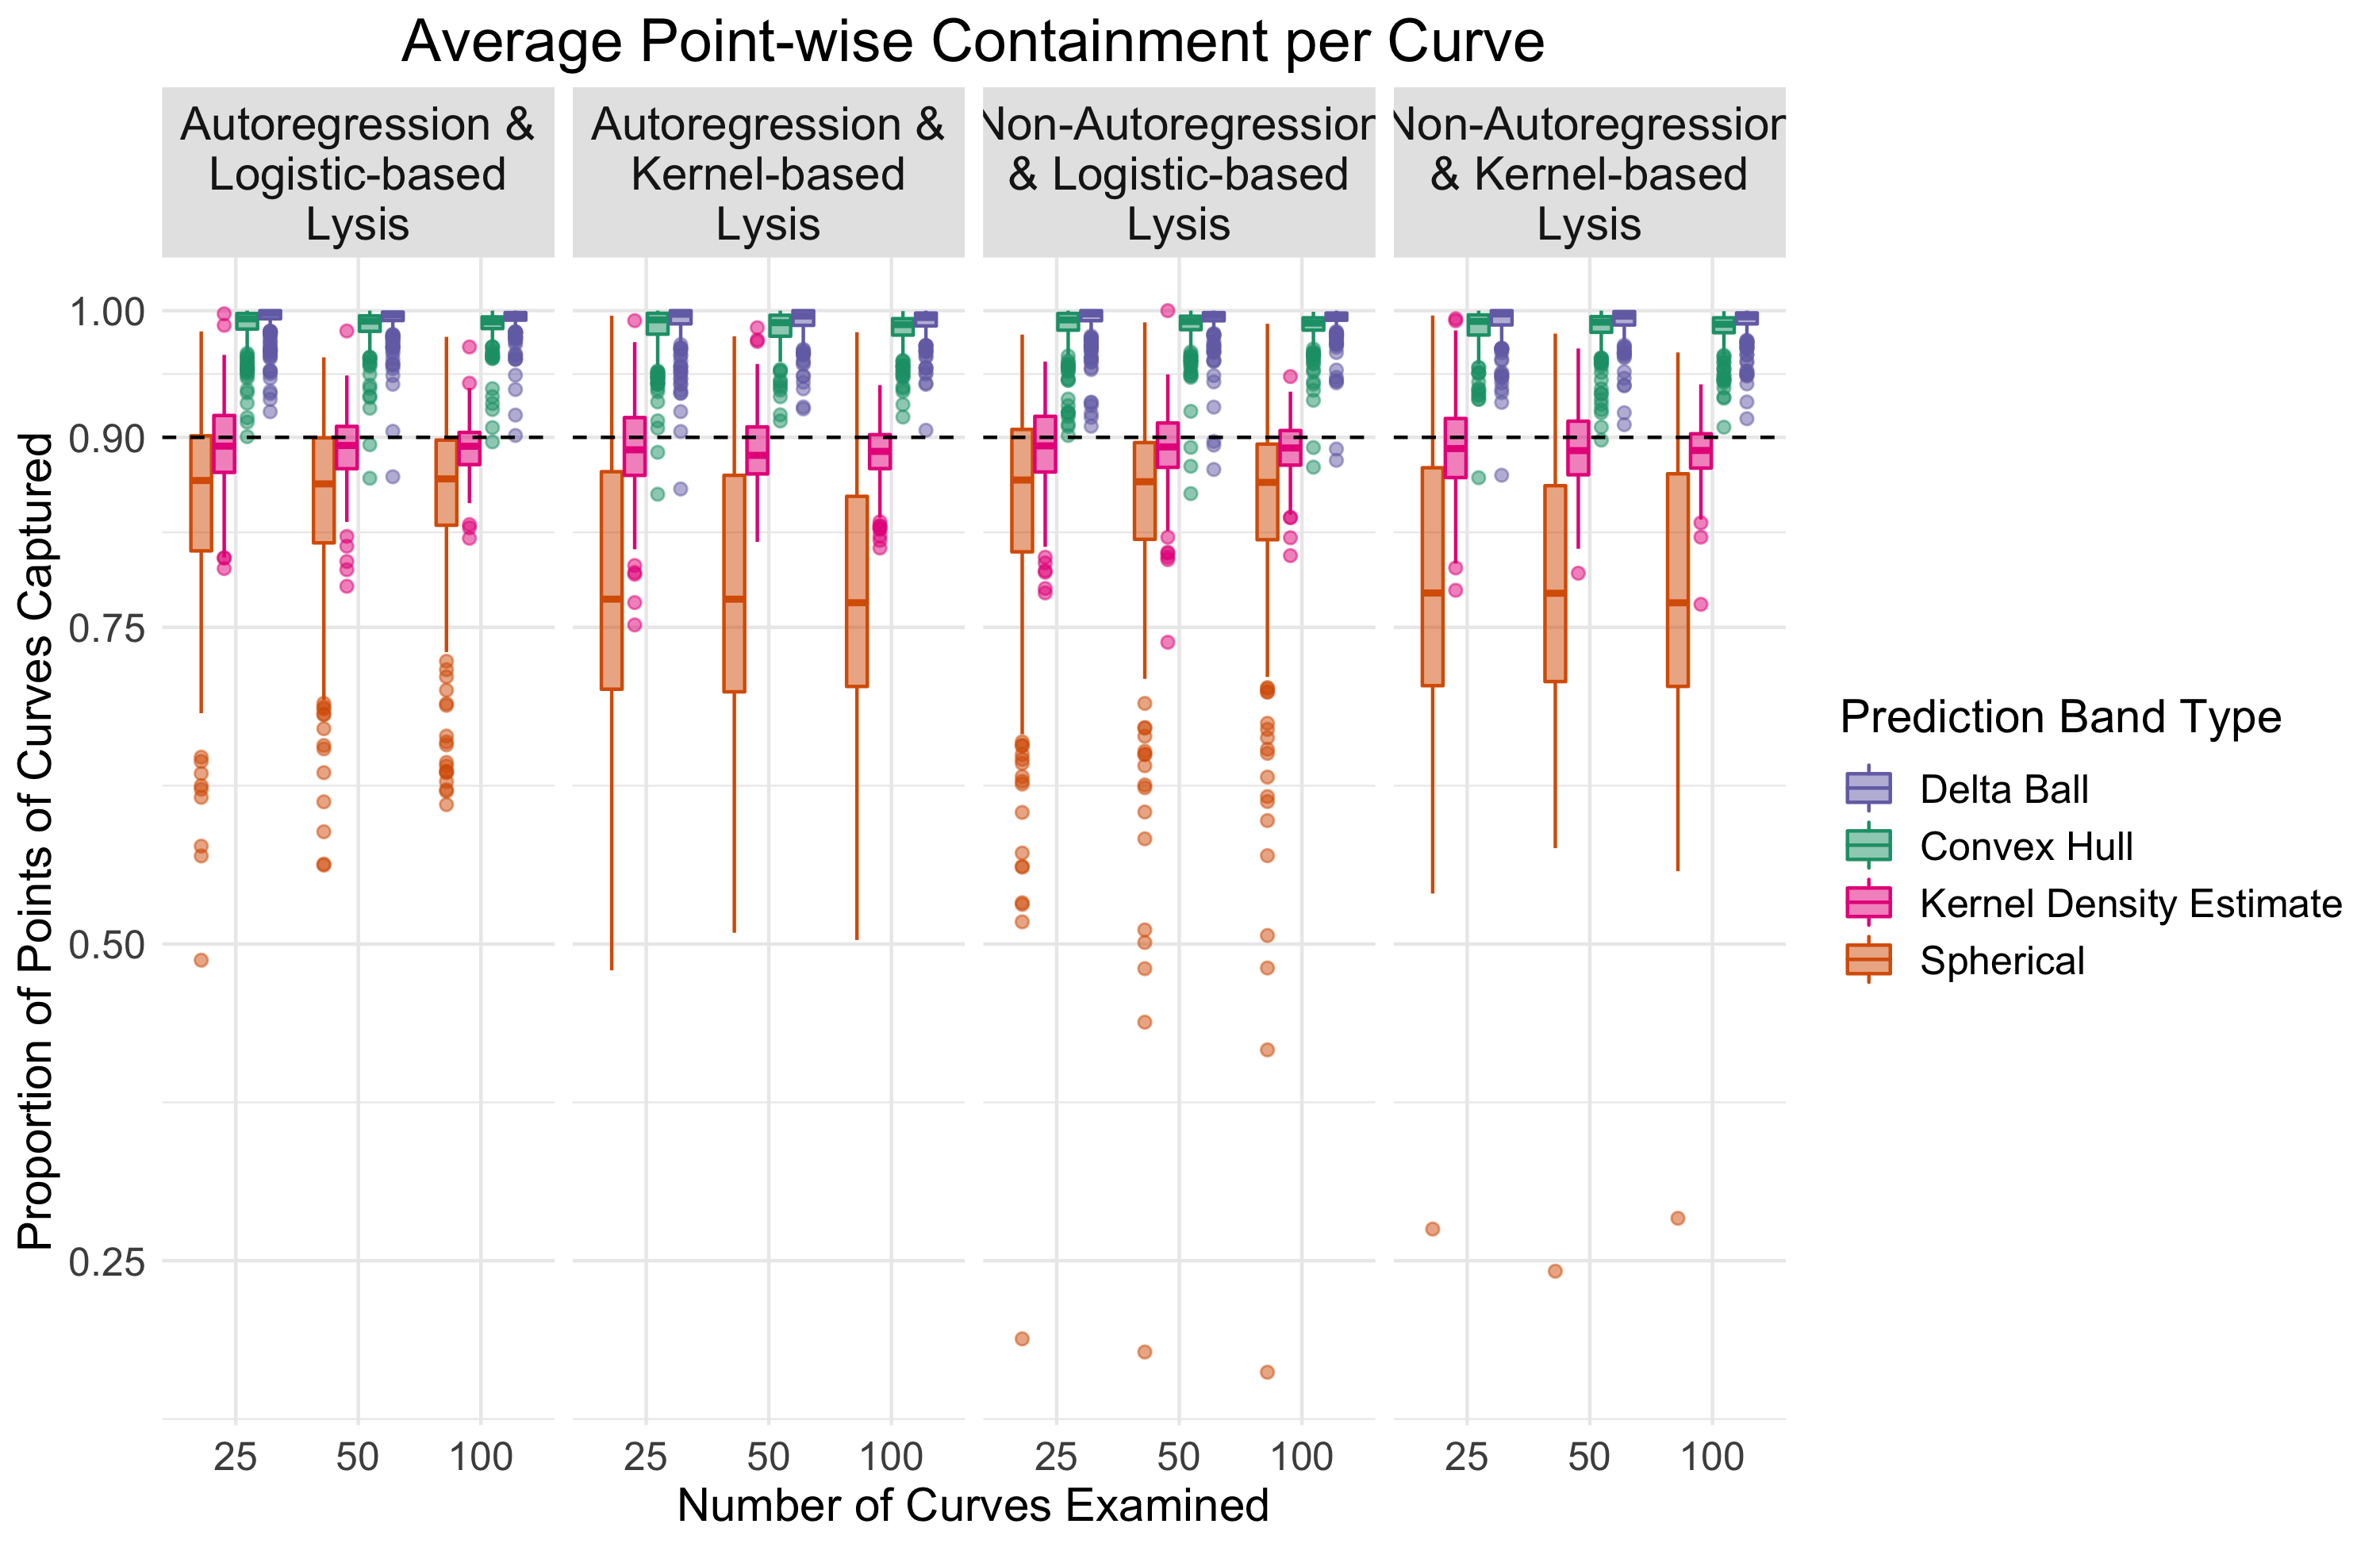 Average Point-wise Containment per Curve
Autoregression &
Logistic-based
Lysis
Autoregression &
Kernel-based
Lysis
Non-Autoregression
& Logistic-based
Lysis
Non-Autoregression
& Kernel-based
Lysis
Proportion of Points of Curves Captured
1.00
0.90
0.75
0.50
0.25
25
50
100
25
50
100
25
50
100
25
50
100
Number of Curves Examined
Prediction Band Type
Delta Ball
Convex Hull
Kernel Density Estimate
Spherical